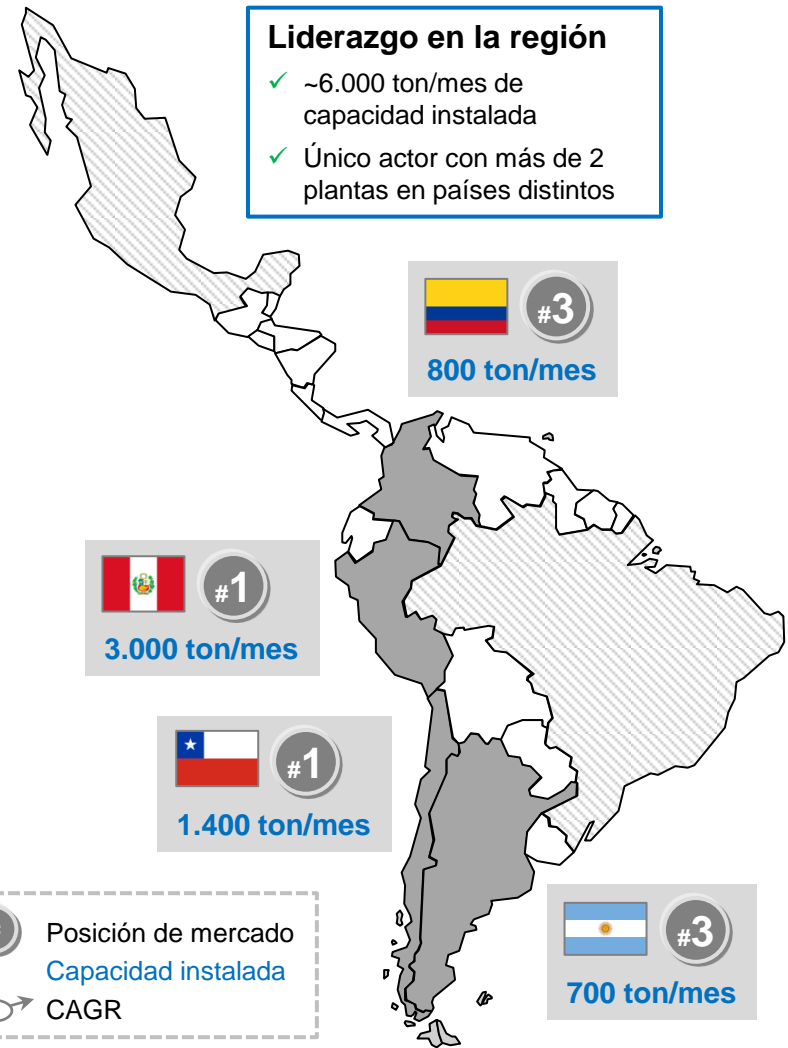 Liderazgo en la región
✓ ~6.000 ton/mes de
capacidad instalada
✓ Único actor con más de 2
plantas en países distintos
#3
800 ton/mes
#1
3.000 ton/mes
#1
1.400 ton/mes
#3
700 ton/mes
Posición de mercado
Capacidad instalada
CAGR